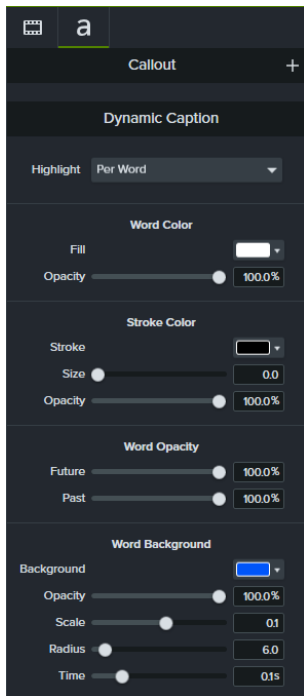 a
Callout +
Dynamic Caption
Highlight Per Word
Word Color
Fill
Opacity 100.0%
Stroke Color
Stroke
Size 0.0
Opacity 100.0%
Word Opacity
Future 100.0%
Past 100.0%
Word Background
Background
Opacity 100.0%
Scale 0.1
Radius 6.0
Time 0.1s